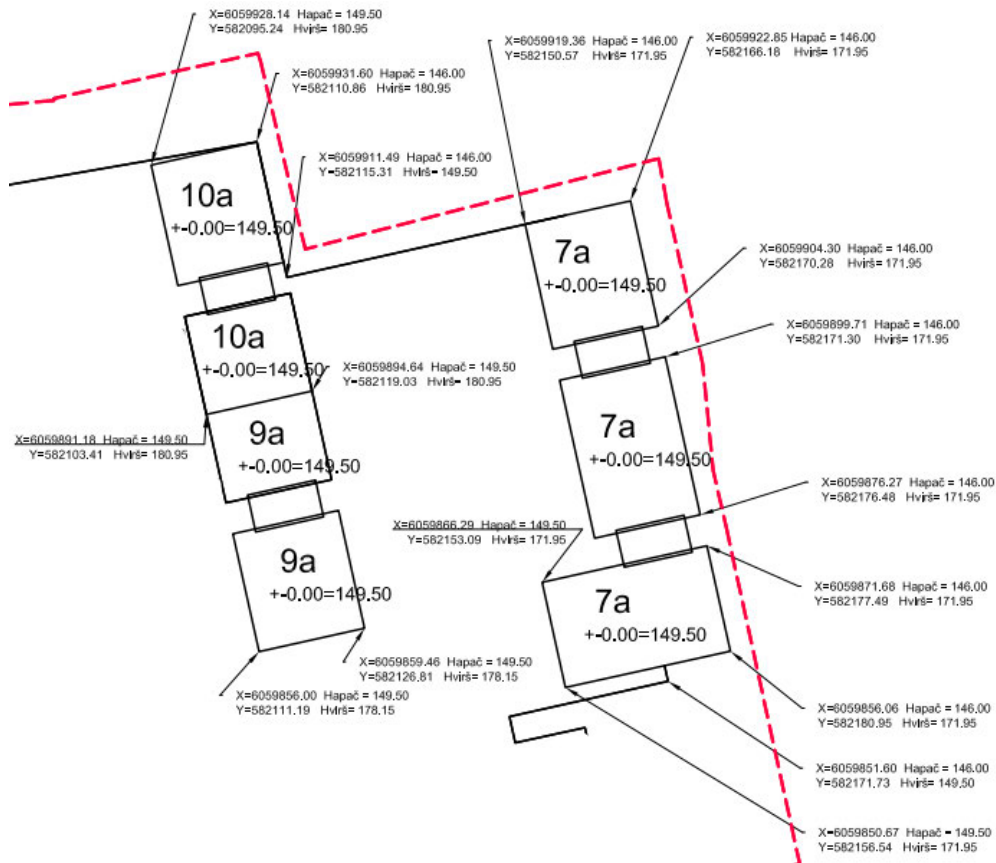 X=6059928.14 Hapač = 149.50
Y=582095.24 Hvirš= 180.95
X=6059931.60 Hapač = 146.00
Y=582110.86 Hvirš= 180.95
X=6059911.49 Hapač = 146.00
Y=582115.31 Hvirš= 149.50
X=6059919.36 Hapač = 146.00
Y=582150.57 Hvirš= 171.95
X=6059922.85 Hapač = 146.00
Y=582166.18 Hvirš= 171.95
10a
+-0.00=149.50
7a
+-0.00=149.50
X=6059904.30 Hapač = 146.00
Y=582170.28 Hvirš= 171.95
10a
+-0.00=149.50
X=6059899.71 Hapač = 146.00
Y=582171.30 Hvirš= 171.95
X=6059894.64 Hapač = 149.50
Y=582119.03 Hvirš= 180.95
X=6059891.18 Hapač = 149.50
Y=582103.41 Hvirš= 180.95
9a
+-0.00=149.50
7a
+-0.00=149.50
X=6059876.27 Hapač = 146.00
Y=582176.48 Hvirš= 171.95
X=6059866.29 Hapač = 149.50
Y=582153.09 Hvirš= 171.95
9a
+-0.00=149.50
7a
+-0.00=149.50
X=6059871.68 Hapač = 146.00
Y=582177.49 Hvirš= 171.95
X=6059859.46 Hapač = 149.50
Y=582126.81 Hvirš= 178.15
X=6059856.00 Hapač = 149.50
Y=582111.19 Hvirš= 178.15
X=6059856.06 Hapač = 146.00
Y=582180.95 Hvirš= 171.95
X=6059851.60 Hapač = 146.00
Y=582171.73 Hvirš= 149.50
X=6059850.67 Hapač = 149.50
Y=582156.54 Hvirš= 171.95